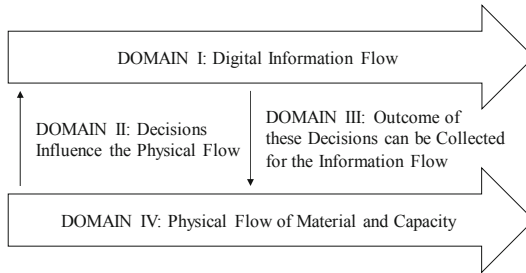 DOMAIN I: Digital Information Flow
DOMAIN II: Decisions
Influence the Physical Flow
DOMAIN III: Outcome of
these Decisions can be Collected
for the Information Flow
DOMAIN IV: Physical Flow of Material and Capacity